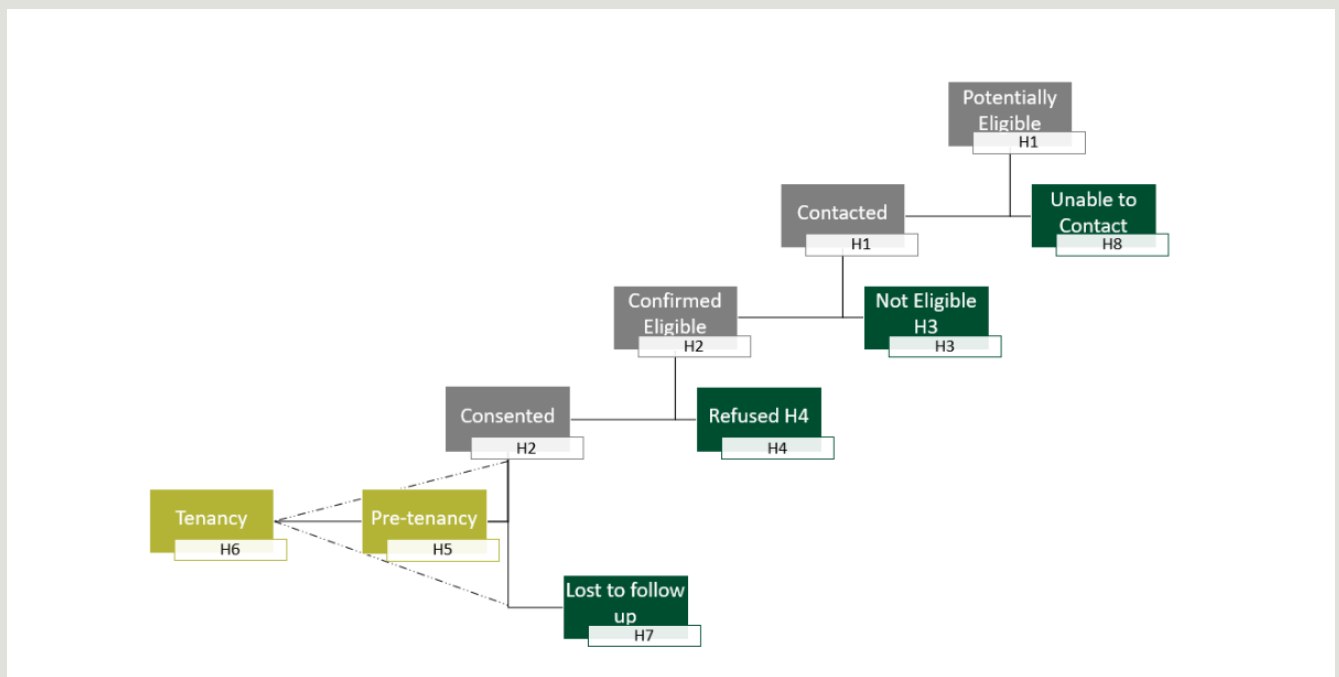 Potentially
Eligible
H1
Contacted
H1
Unable to
Contact
H8
Confirmed
Eligible
H2
Not Eligible
H3
H3
Consented
H2
Refused H4
H4
Tenancy
H6
Pre-tenancy
H5
Lost to follow
up
H7